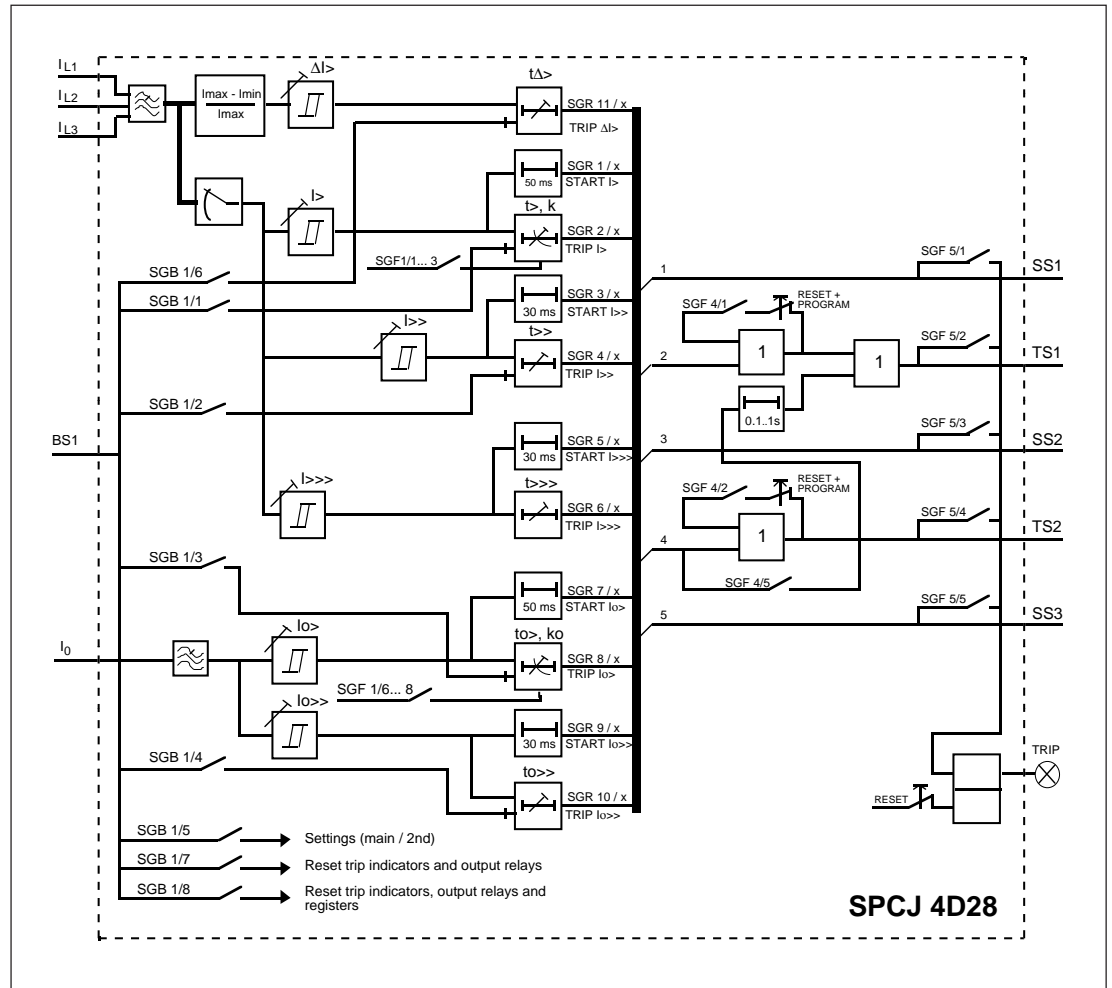 IL1
IL2
IL3
Imax - Imin
Imax
ΔI>
tΔ>
SGR 11 / x
TRIP ΔI>
SGR 1 / x
50 ms
START I>
I>
t>, k
SGR 2 / x
TRIP I>
SGF1/1... 3
SGB 1/6
SGB 1/1
SGR 3 / x
30 ms
START I>>
I>>
t>>
SGR 4 / x
TRIP I>>
SGB 1/2
BS1
SGR 5 / x
30 ms
START I>>>
I>>>
t>>>
SGR 6 / x
TRIP I>>>
SGB 1/3
SGR 7 / x
50 ms
START Io>
I0
Io>
to>, ko
SGR 8 / x
TRIP Io>
SGF 1/6... 8
Io>>
SGR 9 / x
30 ms
START Io>>
SGB 1/4
to>>
SGR 10 / x
TRIP Io>>
SGB 1/5
Settings (main / 2nd)
SGB 1/7
Reset trip indicators and output relays
SGB 1/8
Reset trip indicators, output relays and
registers
1
SGF 5/1
SS1
SGF 4/1
RESET +
PROGRAM
2
1
1
SGF 5/2
TS1
0.1..1s
3
SGF 5/3
SS2
SGF 4/2
RESET +
PROGRAM
4
1
SGF 5/4
TS2
SGF 4/5
5
SGF 5/5
SS3
TRIP
RESET
SPCJ 4D28